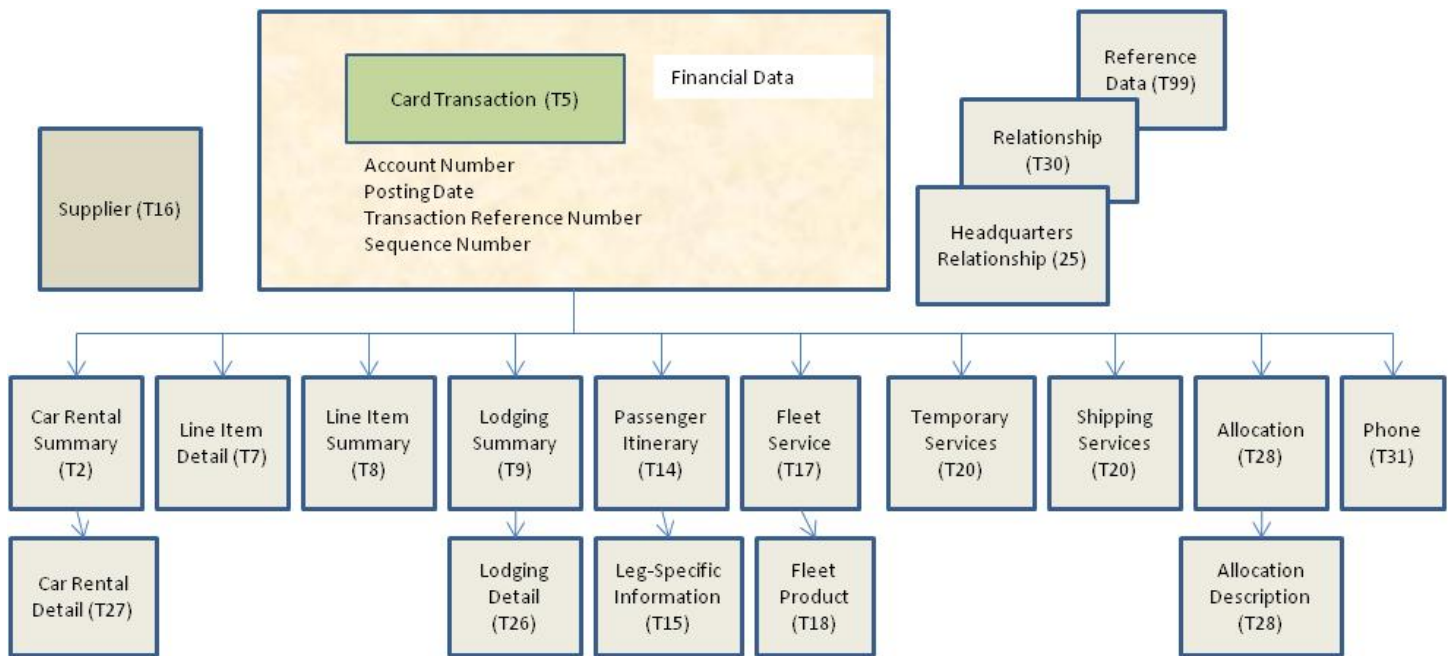 Card Transaction (T5)
Financial Data
Account Number
Posting Date
Transaction Reference Number
Sequence Number
Supplier (T16)
Reference
Data (T99)
Relationship
(T30)
Headquarters
Relationship (25)
Car Rental
Summary
(T2)
Line Item
Detail (T7)
Line Item
Summary
(T8)
Lodging
Summary
(T9)
Passenger
Itinerary
(T14)
Fleet
Service
(T17)
Temporary
Services
(T20)
Shipping
Services
(T20)
Allocation
(T28)
Phone
(T31)
Car Rental
Detail (T27)
Lodging
Detail
(T26)
Leg-Specific
Information
(T15)
Fleet
Product
(T18)
Allocation
Description
(T28)